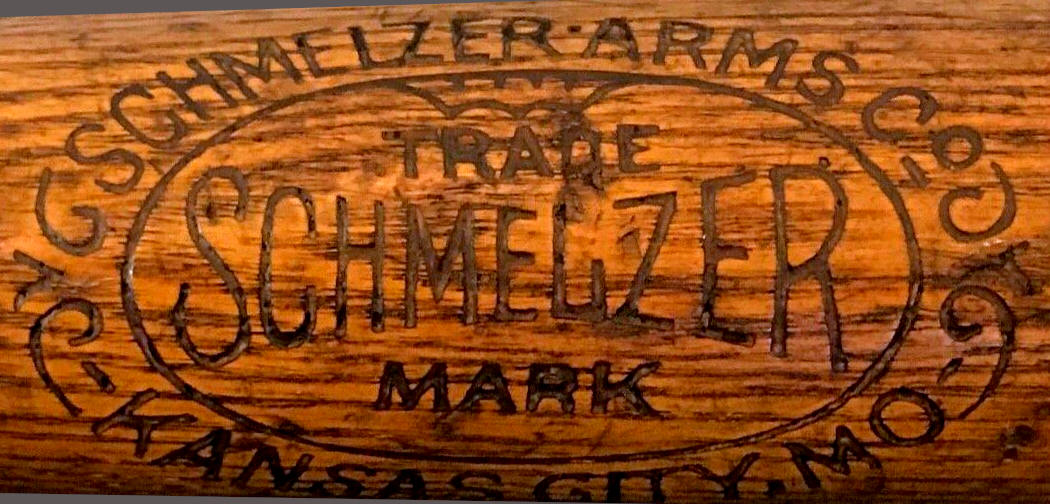 SCHMELZER-ARMS Co.
TRADE
SCHMELZER
MARK
-KANSAS CITY, MO-